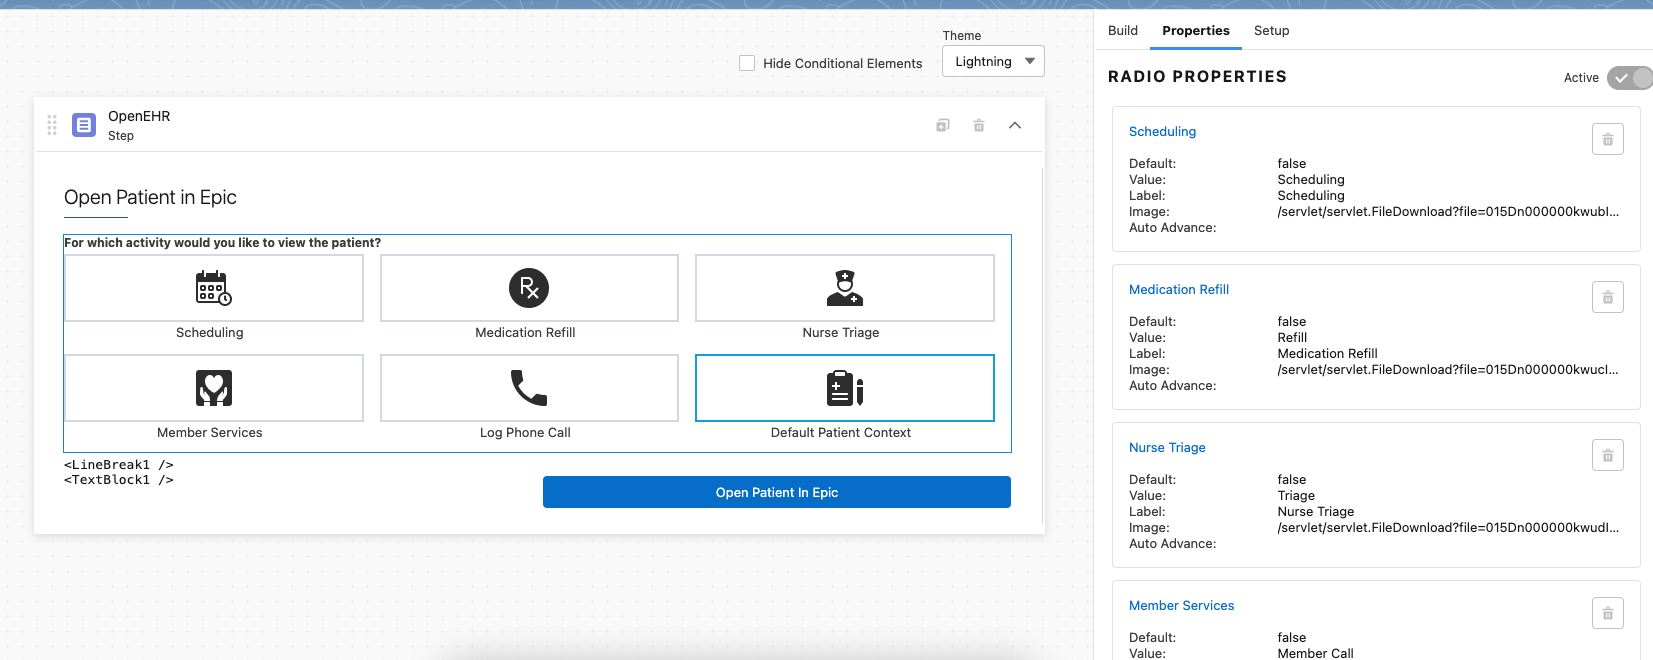 Build Properties Setup
Theme
Hide Conditional Elements
Lightning
RADIO PROPERTIES
Active
OpenEHR
Step
Open Patient in Epic
For which activity would you like to view the patient?
Scheduling
Medication Refill
Nurse Triage
Member Services
Log Phone Call
Default Patient Context
<LineBreak1 />
<TextBlock1 />
Open Patient In Epic
Scheduling
Default: false
Value: Scheduling
Label: Scheduling
Image: /servlet/servlet.FileDownload?file=015Dn000000kwubI...
Auto Advance:
Medication Refill
Default: false
Value: Refill
Label: Medication Refill
Image: /servlet/servlet.FileDownload?file=015Dn000000kwucI...
Auto Advance:
Nurse Triage
Default: false
Value: Triage
Label: Nurse Triage
Image: /servlet/servlet.FileDownload?file=015Dn000000kwudI...
Auto Advance:
Member Services
Default: false
Value: Member Call